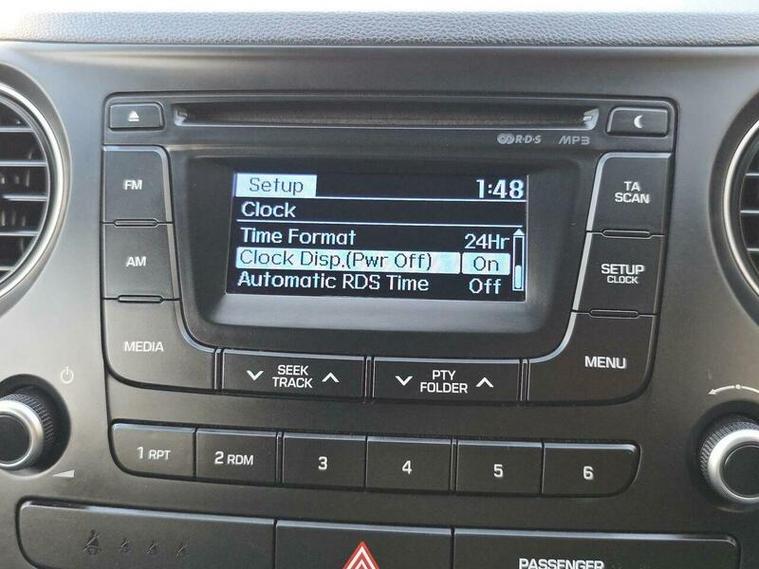 R·D·S MP3
FM
Setup 1:48
TA
SCAN
Clock
AM
Time Format 24Hr
Clock Disp.(Pwr Off) On
SETUP
CLOCK
Automatic RDS Time Off
MEDIA
SEEK
TRACK
PTY
FOLDER
MENU
1 RPT
2 RDM
3
4
5
6
PASSENGER